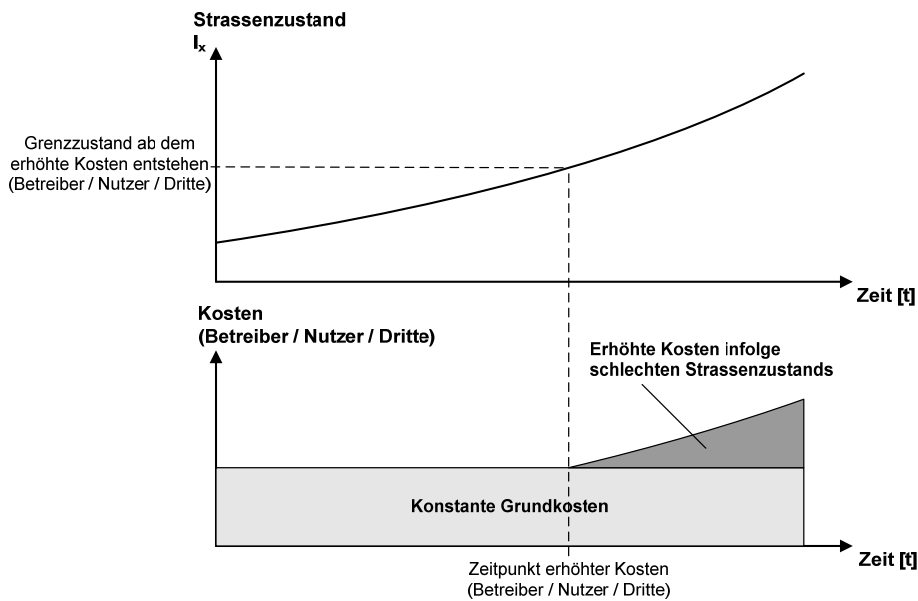 Strassenzustand
Iₓ
Grenzzustand ab dem
erhöhte Kosten entstehen
(Betreiber / Nutzer / Dritte)
Zeit [t]
Kosten
(Betreiber / Nutzer / Dritte)
Erhöhte Kosten infolge
schlechten Strassenzustands
Konstante Grundkosten
Zeit [t]
Zeitpunkt erhöhter Kosten
(Betreiber / Nutzer / Dritte)